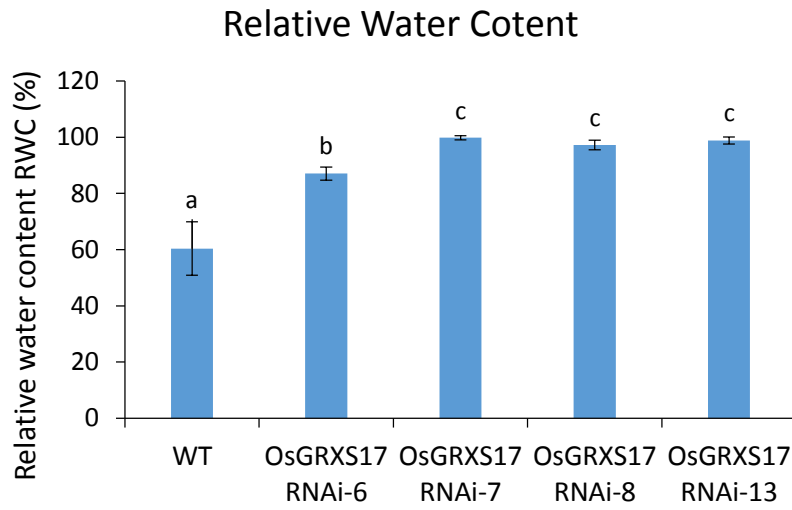 Relative Water Cotent
Relative water content RWC (%)
120
100
80
60
40
20
0
a
b
c
c
c
WT
OsGRXS17
RNAi-6
OsGRXS17
RNAi-7
OsGRXS17
RNAi-8
OsGRXS17
RNAi-13